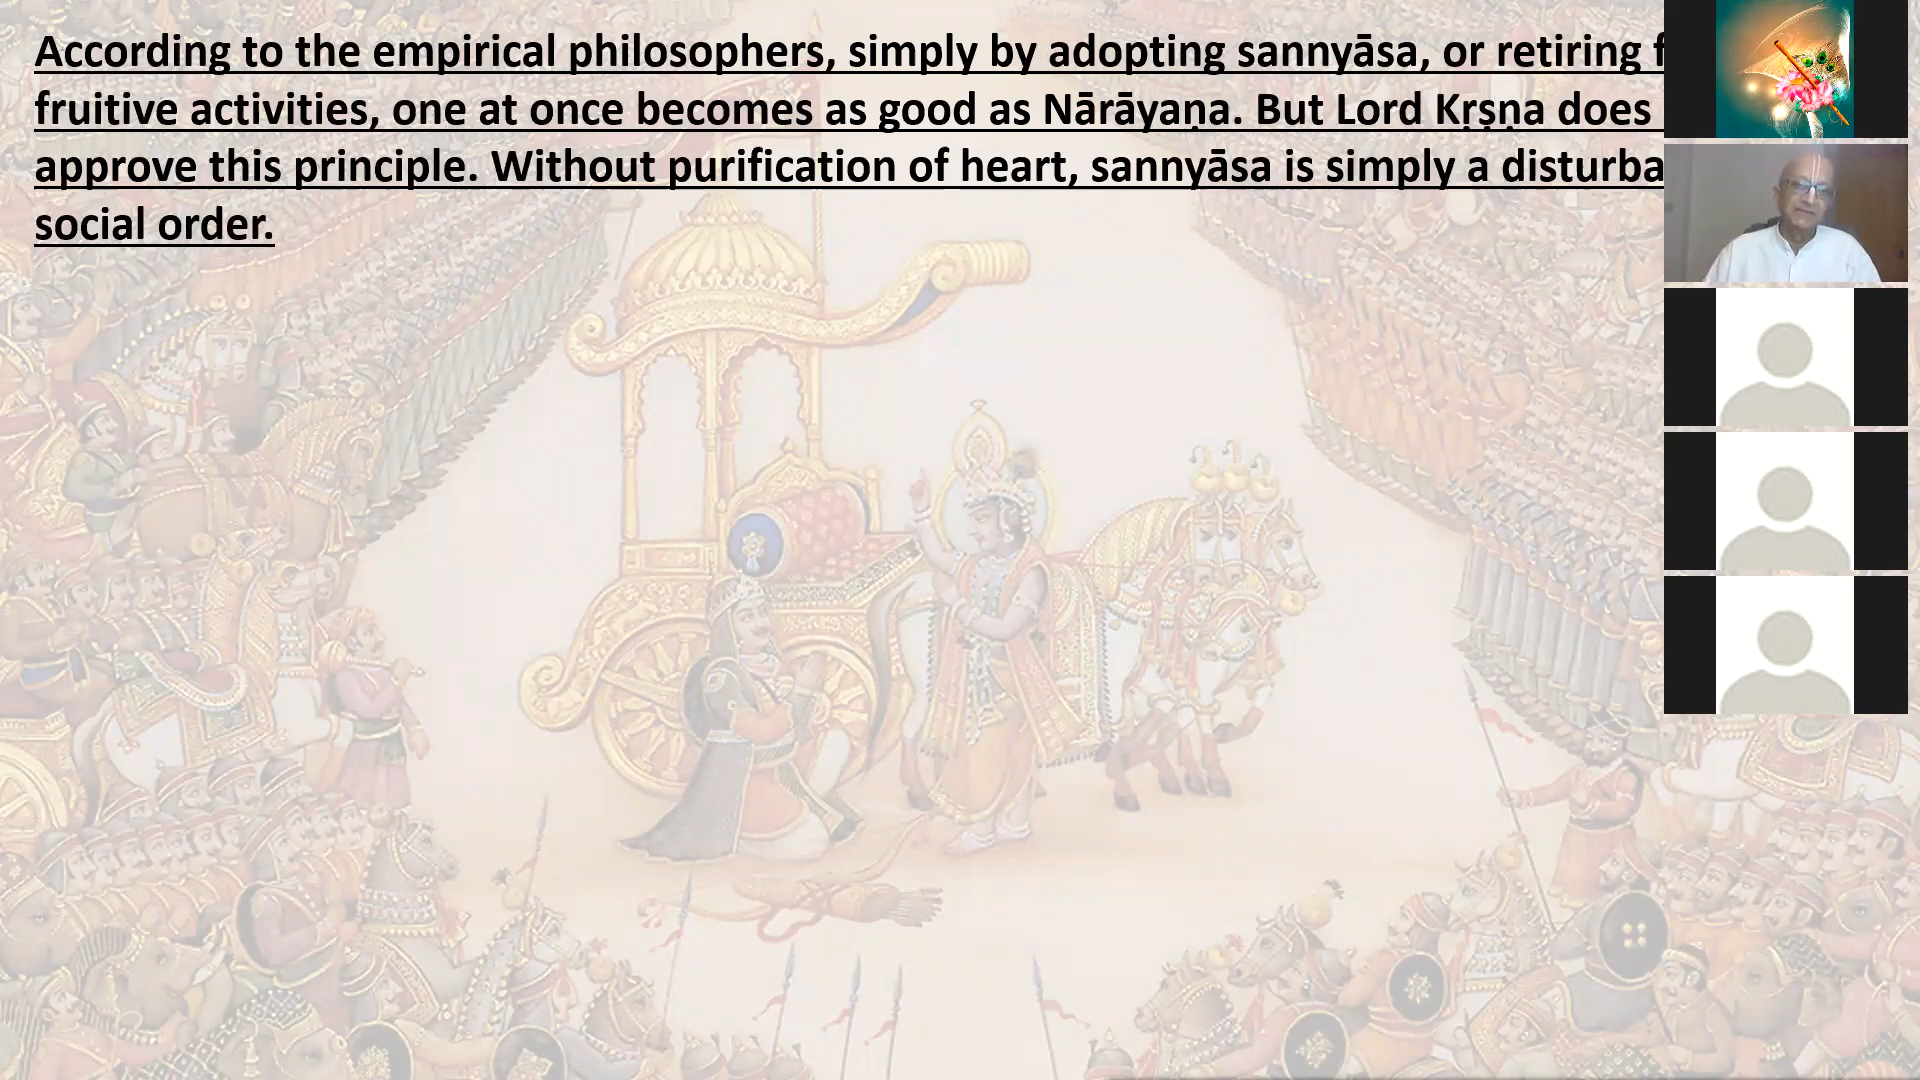 According to the empirical philosophers, simply by adopting sannyāsa, or retiring
fruitive activities, one at once becomes as good as Nārāyaṇa. But Lord Kṛṣṇa does
approve this principle. Without purification of heart, sannyāsa is simply a
social order.